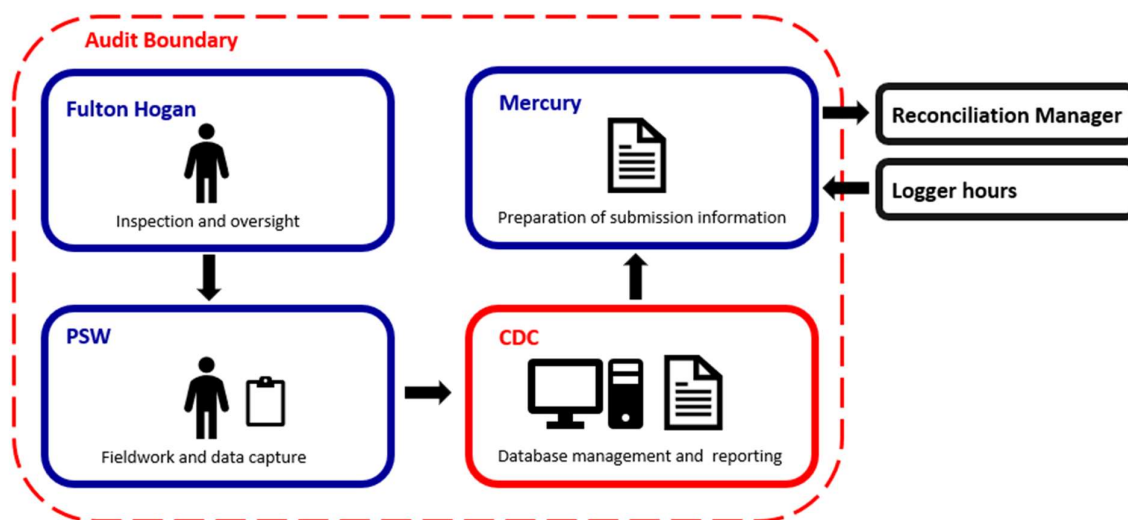 Audit Boundary
Fulton Hogan
Inspection and oversight
Mercury
Preparation of submission information
Reconciliation Manager
Logger hours
PSW
Fieldwork and data capture
CDC
Database management and reporting